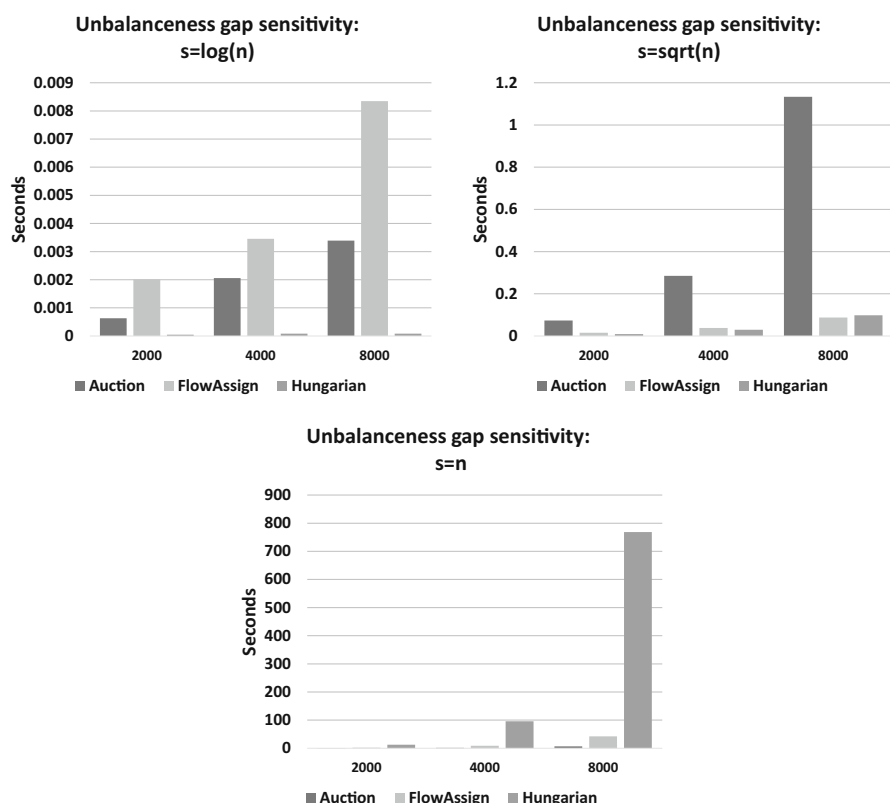 Unbalanceness gap sensitivity:
s=log(n)
0.009
0.008
0.007
0.006
0.005
0.004
0.003
0.002
0.001
0
Seconds
2000 4000 8000
Auction FlowAssign Hungarian
Unbalanceness gap sensitivity:
s=sqrt(n)
1.2
1
0.8
0.6
0.4
0.2
0
Seconds
2000 4000 8000
Auction FlowAssign Hungarian
Unbalanceness gap sensitivity:
s=n
900
800
700
600
500
400
300
200
100
0
Seconds
2000 4000 8000
Auction FlowAssign Hungarian